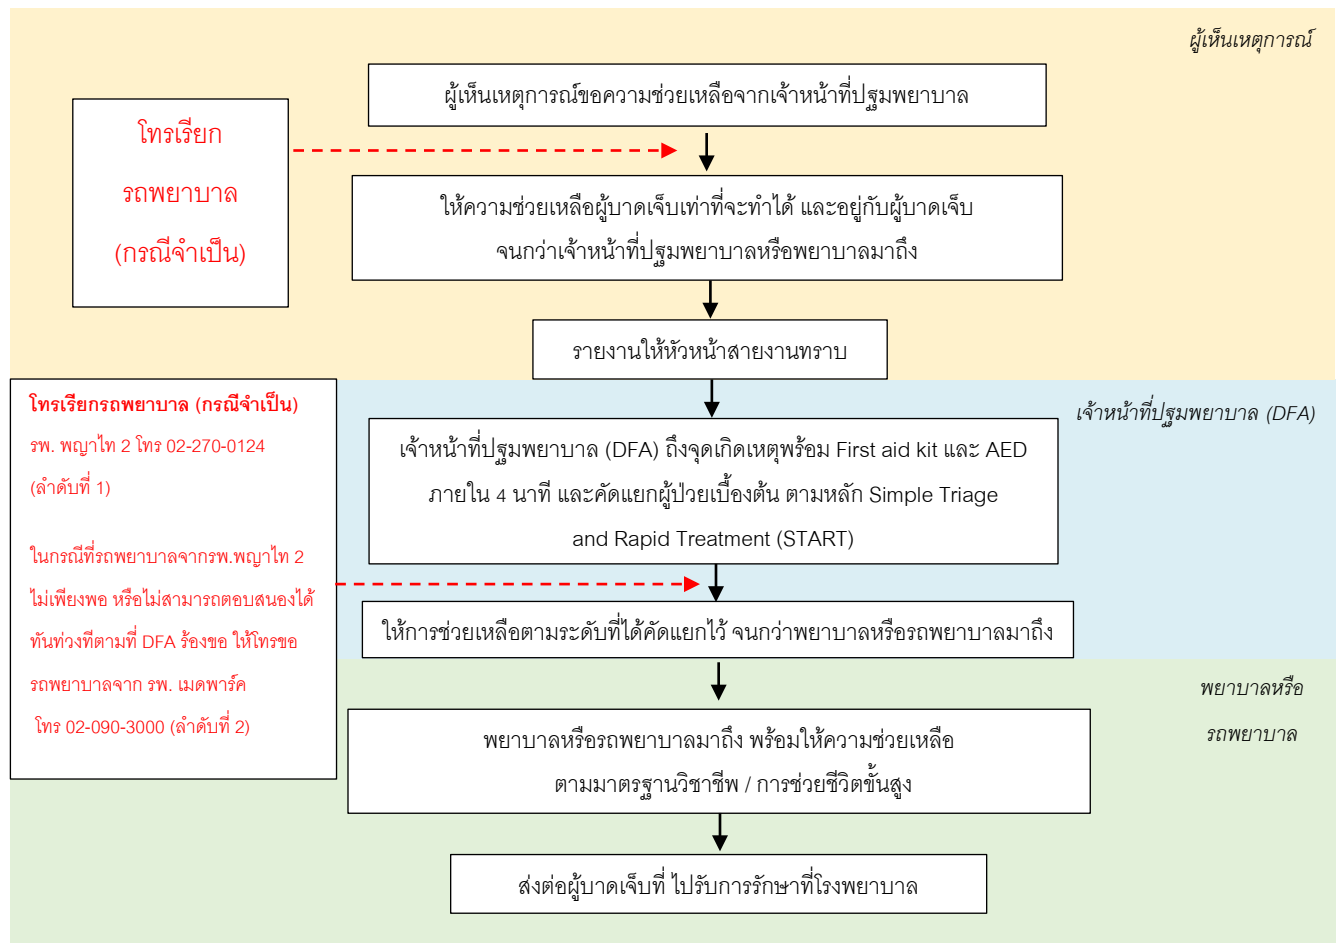 ผู้เห็นเหตุการณ์
ผู้เห็นเหตุการณ์ขอความช่วยเหลือจากเจ้าหน้าที่ปฐมพยาบาล
โทรเรียก
รถพยาบาล
(กรณีจำเป็น)
ให้ความช่วยเหลือผู้บาดเจ็บเท่าที่จะทำได้ และอยู่กับผู้บาดเจ็บ
จนกว่าเจ้าหน้าที่ปฐมพยาบาลหรือพยาบาลมาถึง
รายงานให้หัวหน้าสายงานทราบ
เจ้าหน้าที่ปฐมพยาบาล (DFA)
เจ้าหน้าที่ปฐมพยาบาล (DFA) ถึงจุดเกิดเหตุพร้อม First aid kit และ AED
ภายใน 4 นาที และคัดแยกผู้ป่วยเบื้องต้น ตามหลัก Simple Triage
and Rapid Treatment (START)
โทรเรียกรถพยาบาล (กรณีจำเป็น)
รพ. พญาไท 2 โทร 02-270-0124
(ลำดับที่ 1)
ในกรณีที่รถพยาบาลจากรพ.พญาไท 2
ไม่เพียงพอ หรือไม่สามารถตอบสนองได้
ทันท่วงทีตามที่ DFA ร้องขอ ให้โทรขอ
รถพยาบาลจาก รพ. เมดพาร์ค
โทร 02-090-3000 (ลำดับที่ 2)
ให้การช่วยเหลือตามระดับที่ได้คัดแยกไว้ จนกว่าพยาบาลหรือรถพยาบาลมาถึง
พยาบาลหรือ
รถพยาบาล
พยาบาลหรือรถพยาบาลมาถึง พร้อมให้ความช่วยเหลือ
ตามมาตรฐานวิชาชีพ / การช่วยชีวิตขั้นสูง
ส่งต่อผู้บาดเจ็บที่ ไปรับการรักษาที่โรงพยาบาล